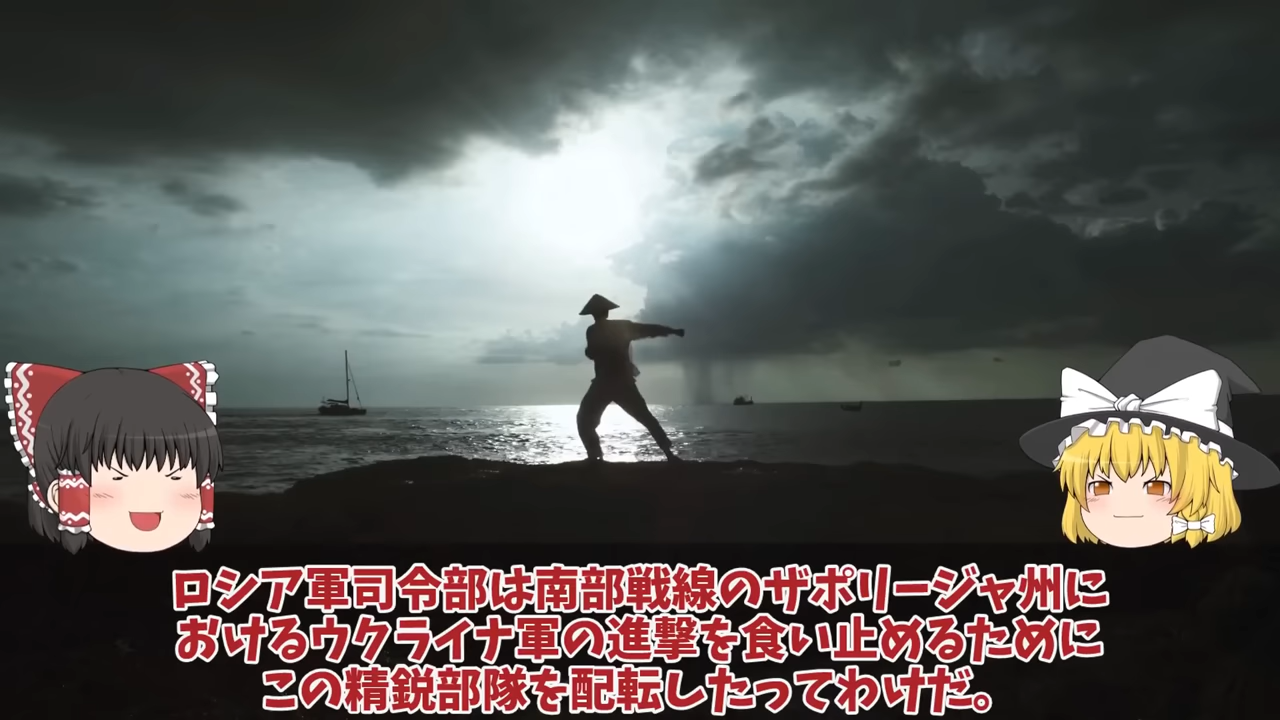 ロシア軍司令部は南部戦線のザポリージャ州に
おけるウクライナ軍の進撃を食い止めるために
この精鋭部隊を配転したってわけだ。